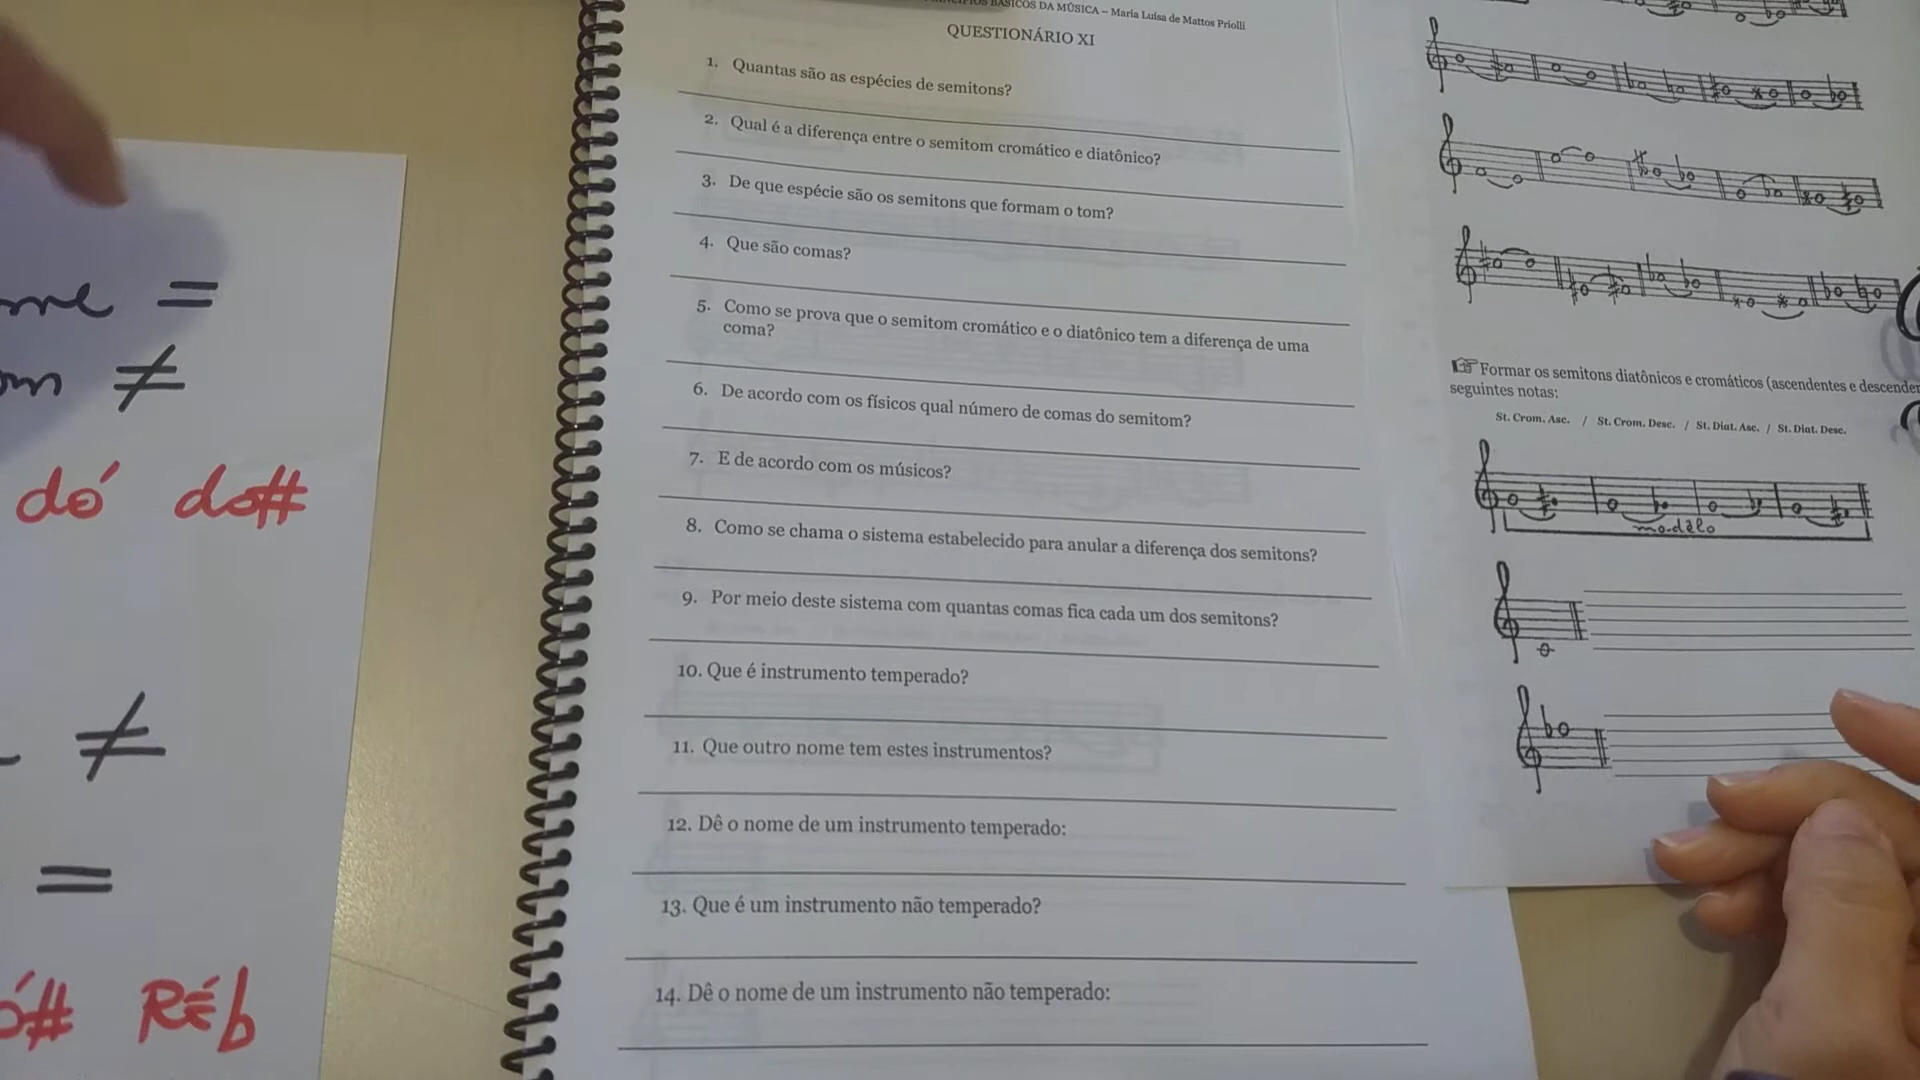 BÁSICOS DA MÚSICA – Maria Luísa de Mattos Priolli
QUESTIONÁRIO XI
1. Quantas são as espécies de semitons?
2. Qual é a diferença entre o semitom cromático e diatônico?
3. De que espécie são os semitons que formam o tom?
4. Que são comas?
5. Como se prova que o semitom cromático e o diatônico tem a diferença de uma
coma?
6. De acordo com os físicos qual número de comas do semitom?
7. E de acordo com os músicos?
8. Como se chama o sistema estabelecido para anular a diferença dos semitons?
9. Por meio deste sistema com quantas comas fica cada um dos semitons?
10. Que é instrumento temperado?
11. Que outro nome tem estes instrumentos?
12. Dê o nome de um instrumento temperado:
13. Que é um instrumento não temperado?
14. Dê o nome de um instrumento não temperado:
=
≠
dó do#
≠
=
RÉb
Formar os semitons diatônicos e cromáticos (ascendentes e
seguintes notas:
St. Crom. Asc. / St. Crom. Desc. / St. Diat. Asc. / St. Diat. Desc.
modelo